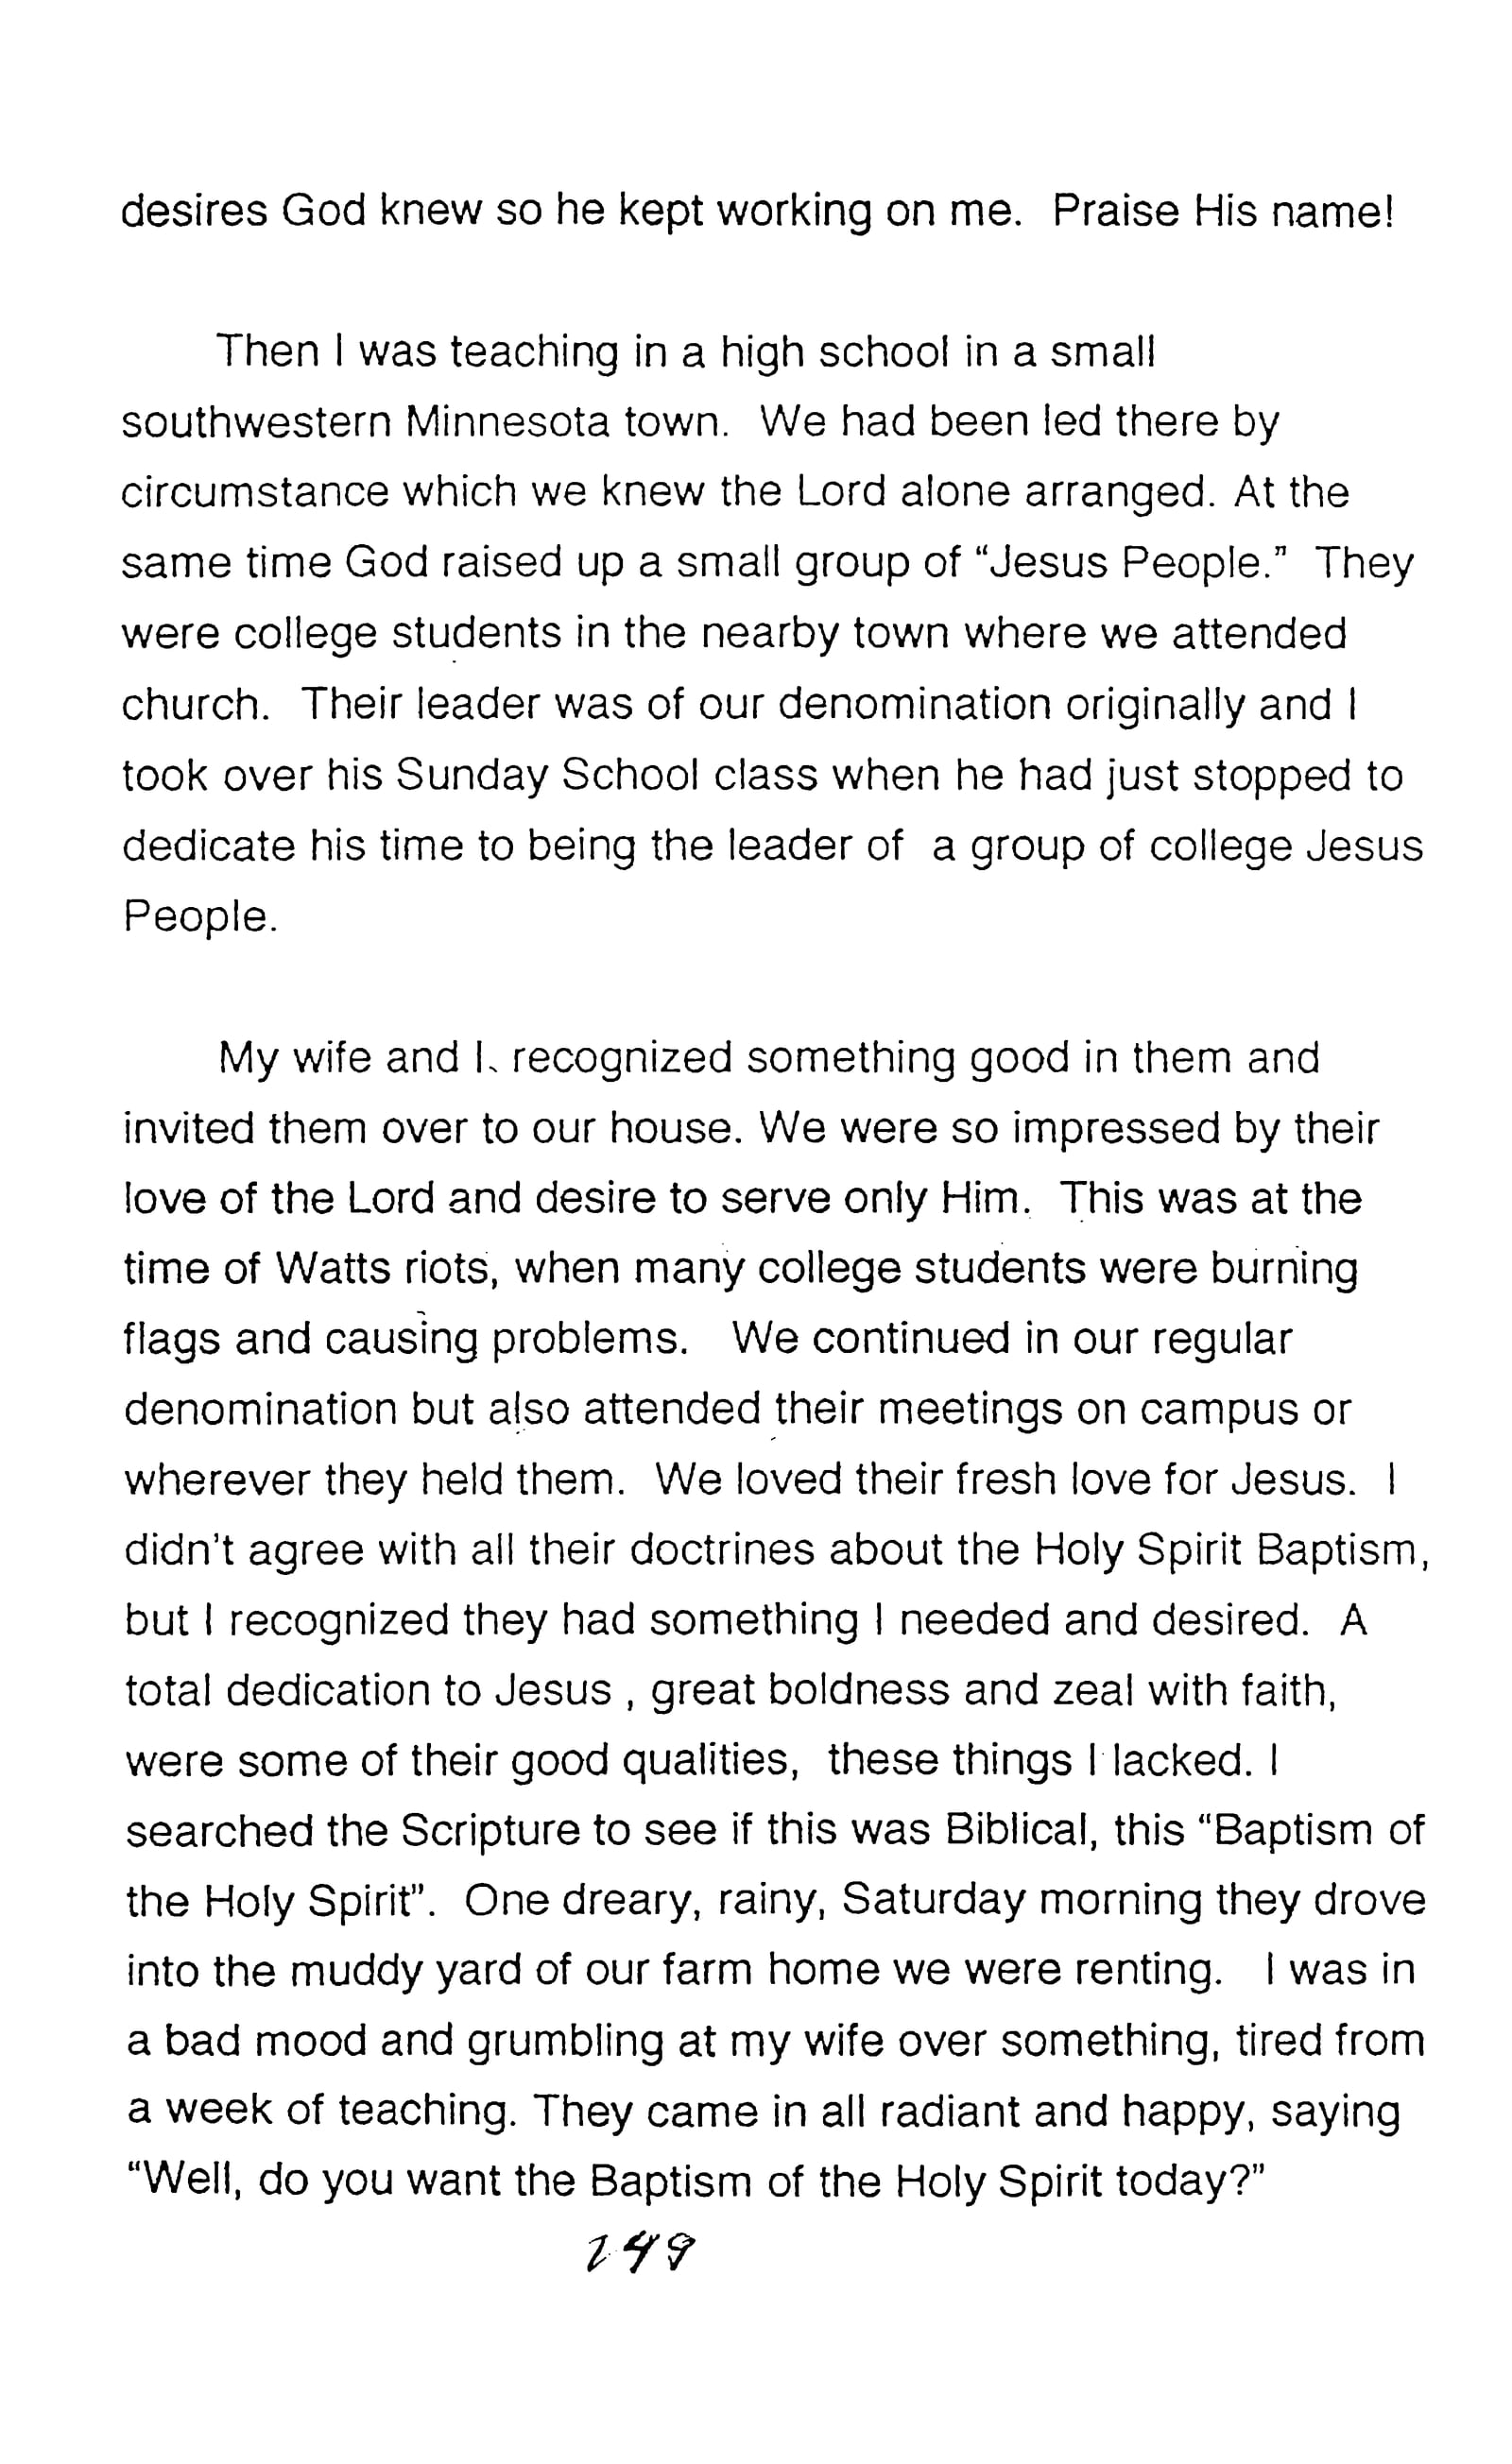 desires God knew so he kept working on me.  Praise His name!
Then I was teaching in a high school in a small
southwestern Minnesota town.  We had been led there by
circumstance which we knew the Lord alone arranged. At the
same time God raised up a small group of “Jesus People.”  They
were college students in the nearby town where we attended
church.  Their leader was of our denomination originally and I
took over his Sunday School class when he had just stopped to
dedicate his time to being the leader of  a group of college Jesus
People.
My wife and I. recognized something good in them and
invited them over to our house. We were so impressed by their
love of the Lord and desire to serve only Him.  This was at the
time of Watts riots, when many college students were burning
flags and causing problems.   We continued in our regular
denomination but also attended their meetings on campus or
wherever they held them.  We loved their fresh love for Jesus.  I
didn't agree with all their doctrines about the Holy Spirit Baptism,
but I recognized they had something I needed and desired.  A
total dedication to Jesus , great boldness and zeal with faith,
were some of their good qualities,  these things I lacked. I
searched the Scripture to see if this was Biblical, this “Baptism of
the Holy Spirit”.  One dreary, rainy, Saturday morning they drove
into the muddy yard of our farm home we were renting.   I was in
a bad mood and grumbling at my wife over something, tired from
a week of teaching. They came in all radiant and happy, saying
“Well, do you want the Baptism of the Holy Spirit today?”
249